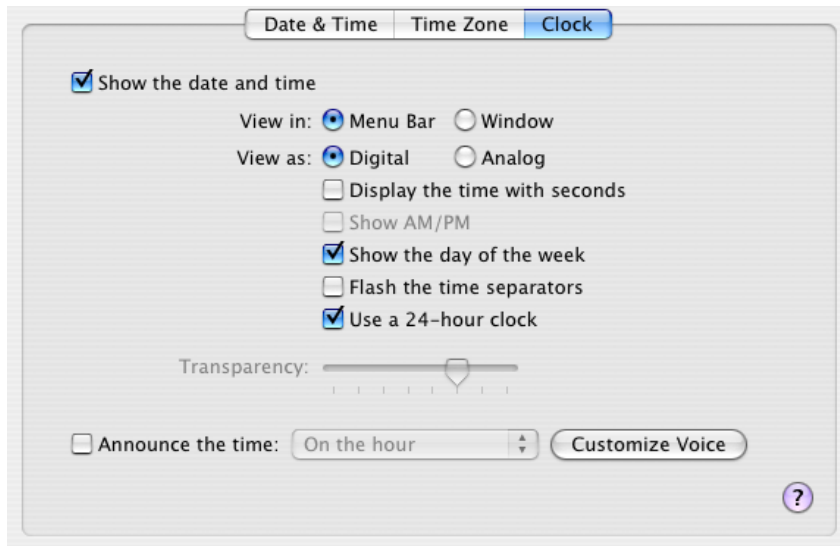 Date & Time Time Zone Clock
Show the date and time
View in: Menu Bar Window
View as: Digital Analog
Display the time with seconds
Show AM/PM
Show the day of the week
Flash the time separators
Use a 24-hour clock
Transparency:
Announce the time: On the hour Customize Voice
?